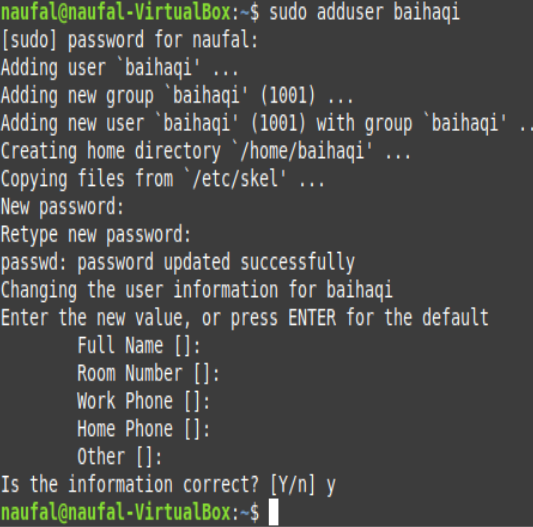 naufal@naufal-VirtualBox:~$ sudo adduser baihaqi
[sudo] password for naufal:
Adding user `baihaqi' ...
Adding new group `baihaqi' (1001) ...
Adding new user `baihaqi' (1001) with group `baihaqi' ..
Creating home directory `/home/baihaqi' ...
Copying files from `/etc/skel' ...
New password:
Retype new password:
passwd: password updated successfully
Changing the user information for baihaqi
Enter the new value, or press ENTER for the default
        Full Name []:
        Room Number []:
        Work Phone []:
        Home Phone []:
        Other []:
Is the information correct? [Y/n] y
naufal@naufal-VirtualBox:~$